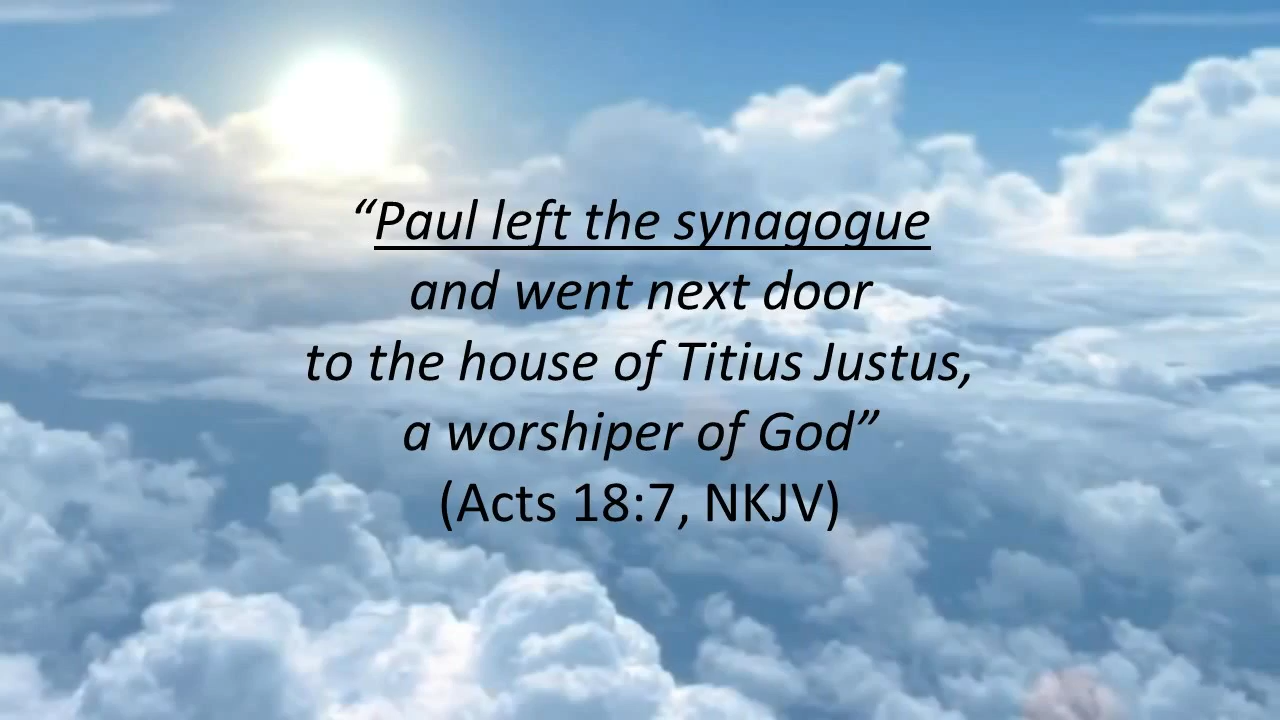 “Paul left the synagogue
and went next door
to the house of Titius Justus,
a worshiper of God”
(Acts 18:7, NKJV)